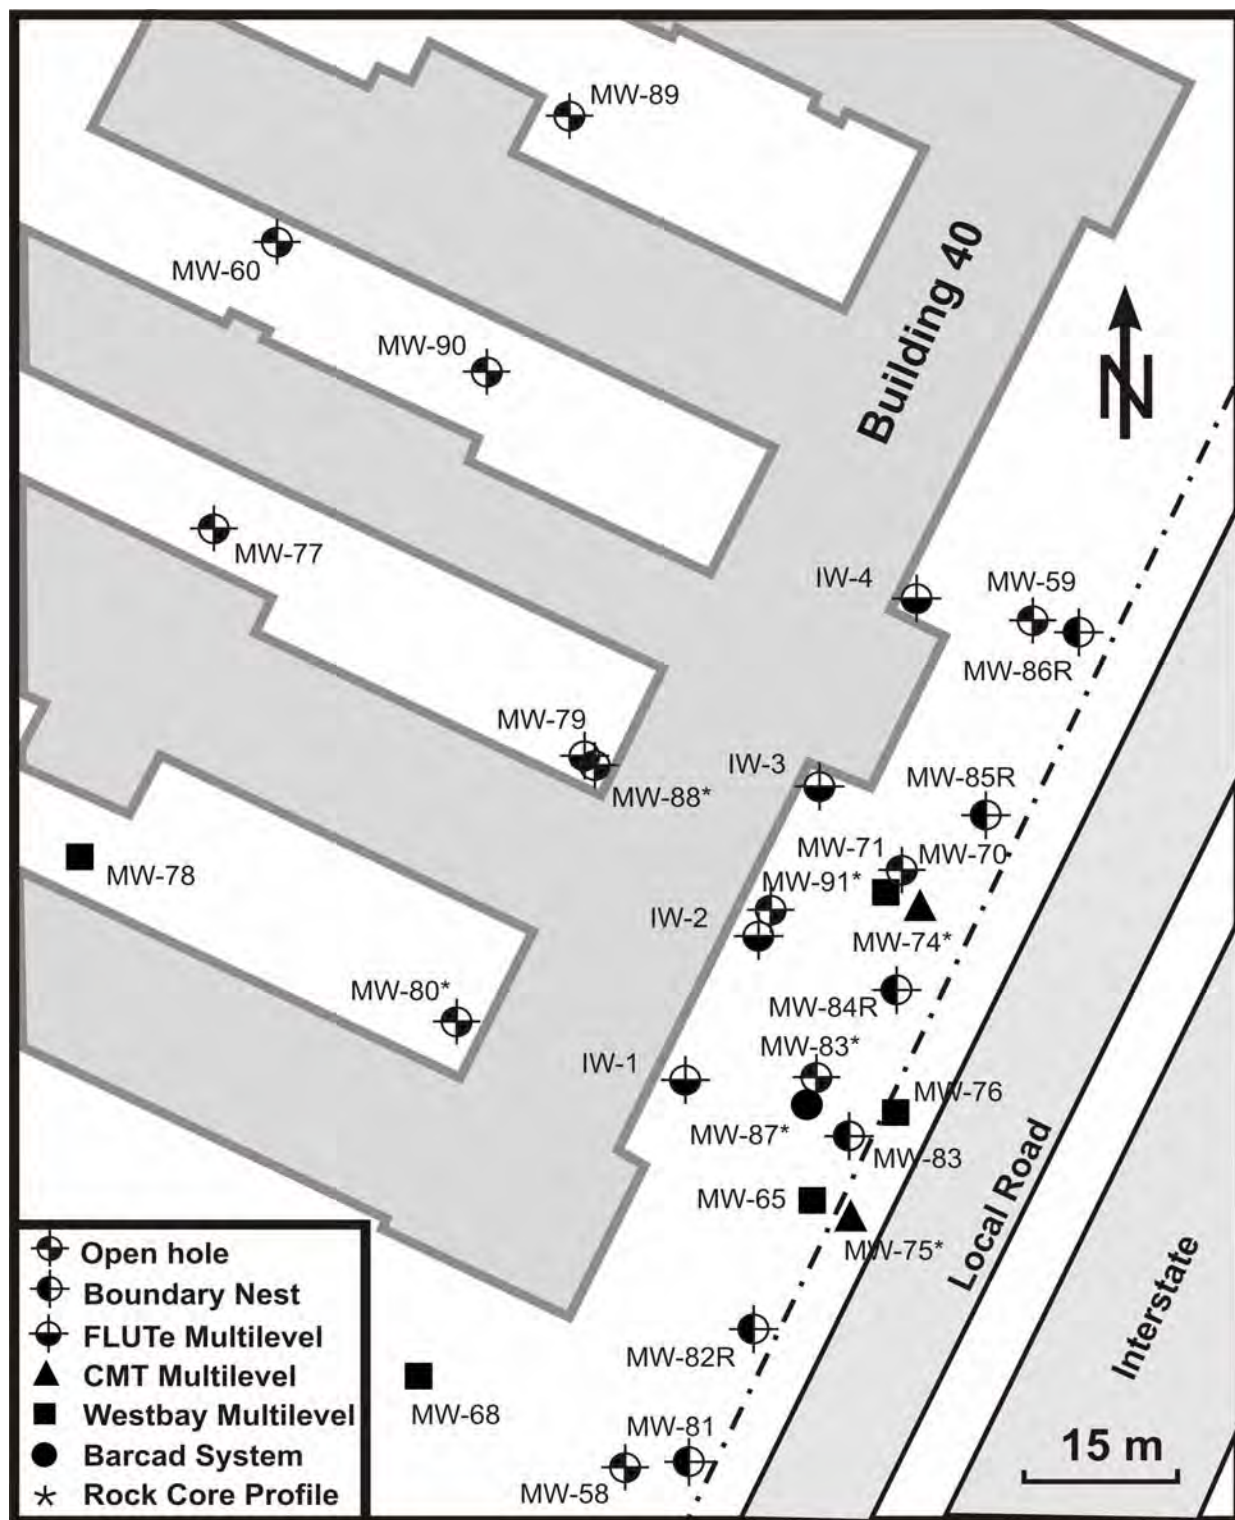 MW-89
MW-60
Building 40
MW-90
N
MW-77
IW-4
MW-59
MW-86R
MW-79
IW-3
MW-85R
MW-88*
MW-71
MW-70
MW-78
MW-91*
IW-2
MW-74*
MW-80*
MW-84R
MW-83*
IW-1
MW-76
MW-87*
MW-83
MW-65
Local Road
MW-75*
Interstate
MW-82R
MW-68
MW-81
MW-58
15 m
Open hole
Boundary Nest
FLUTe Multilevel
CMT Multilevel
Westbay Multilevel
Barcad System
* Rock Core Profile